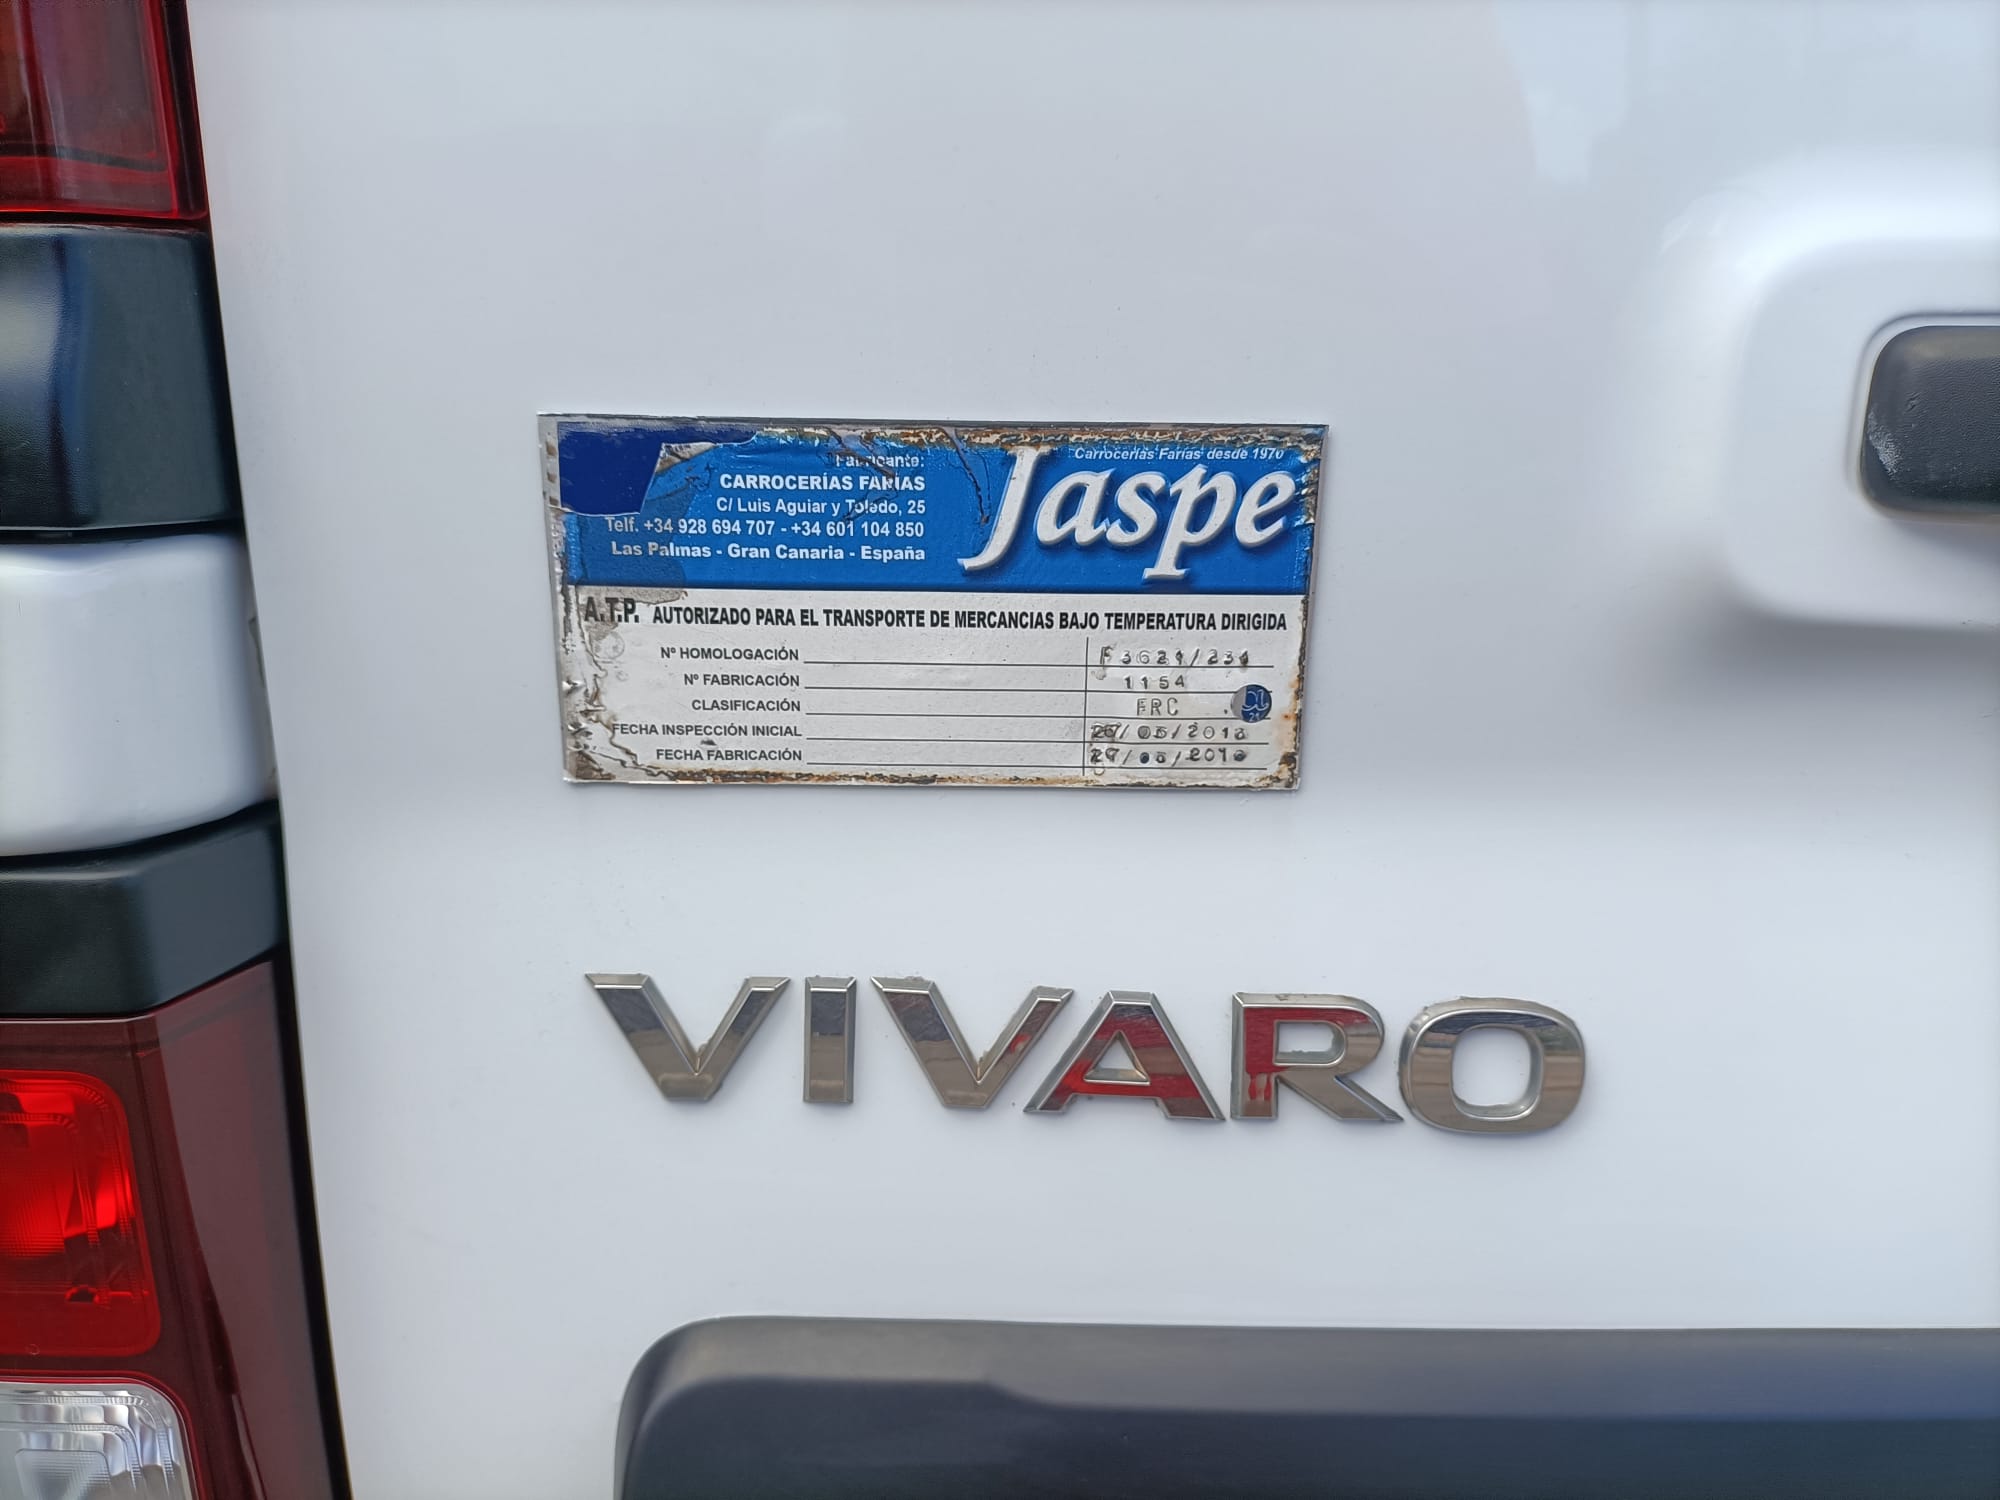 Fabricante:
CARROCERÍAS FARÍAS
C/ Luis Aguiar y Toledo, 25
Telf. +34 928 694 707 - +34 601 104 850
Las Palmas - Gran Canaria - España
Carrocerías Farías desde 1970
Jaspe
A.T.P. AUTORIZADO PARA EL TRANSPORTE DE MERCANCIAS BAJO TEMPERATURA DIRIGIDA
Nº HOMOLOGACIÓN F3621/231
Nº FABRICACIÓN 1154
CLASIFICACIÓN FRC
FECHA INSPECCIÓN INICIAL
FECHA FABRICACIÓN
VIVARO